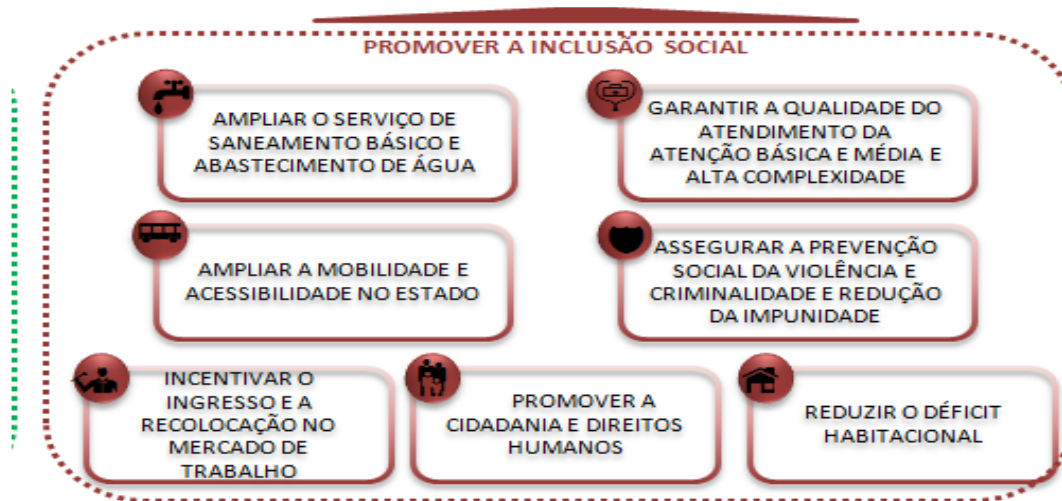 PROMOVER A INCLUSÃO SOCIAL
AMPLIAR O SERVIÇO DE
SANEAMENTO BÁSICO E
ABASTECIMENTO DE ÁGUA
GARANTIR A QUALIDADE DO
ATENDIMENTO DA
ATENÇÃO BÁSICA E MÉDIA E
ALTA COMPLEXIDADE
AMPLIAR A MOBILIDADE E
ACESSIBILIDADE NO ESTADO
ASSEGURAR A PREVENÇÃO
SOCIAL DA VIOLÊNCIA E
CRIMINALIDADE E REDUÇÃO
DA IMPUNIDADE
INCENTIVAR O
INGRESSO E A
RECOLOCAÇÃO NO
MERCADO DE
TRABALHO
PROMOVER A
CIDADANIA E DIREITOS
HUMANOS
REDUZIR O DÉFICIT
HABITACIONAL